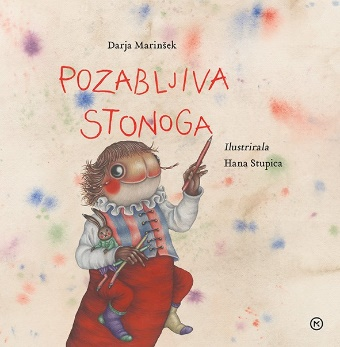 Darja Marinšek
POZABLJIVA
STONOGA
Ilustrirala
Hana Stupica